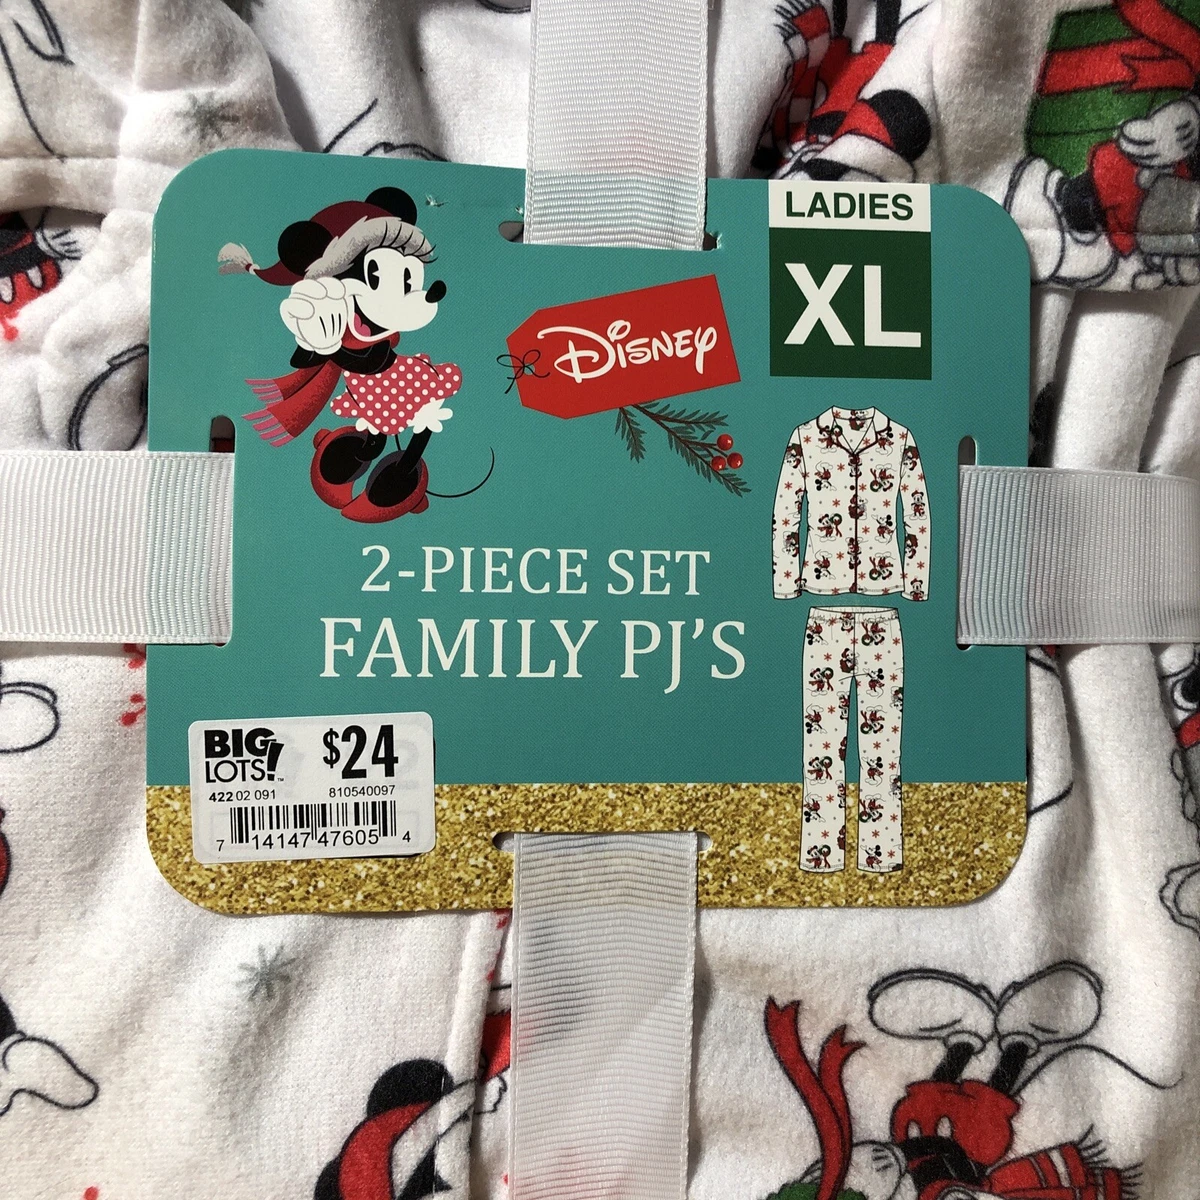 LADIES
XL
Disney
2-PIECE SET
FAMILY PJ'S
BIG LOTS!™ $24
422 02 091 810540097
7 14147 47605 4